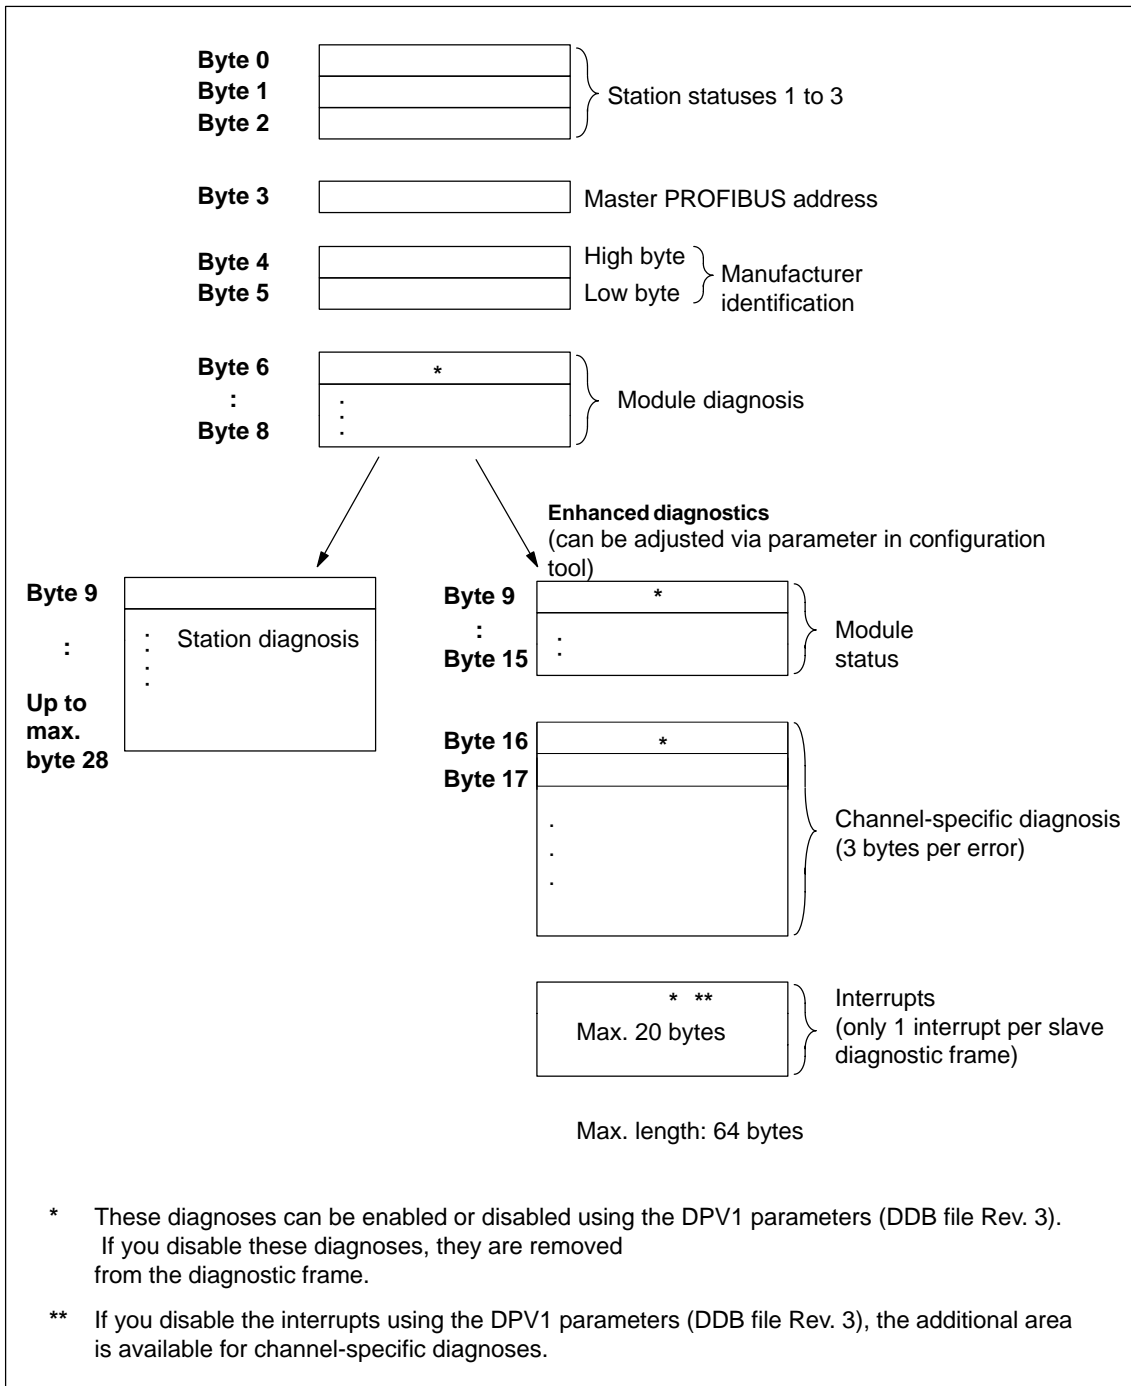 Byte 0
Byte 1
Byte 2
Station statuses 1 to 3
Byte 3
Master PROFIBUS address
Byte 4
Byte 5
High byte
Low byte
Manufacturer
identification
Byte 6
:
Byte 8
*
.
.
.
Module diagnosis
Enhanced diagnostics
(can be adjusted via parameter in configuration
tool)
Byte 9
:
Up to
max.
byte 28
. Station diagnosis
.
.
.
Byte 9
:
Byte 15
*
.
.
Module
status
Byte 16
Byte 17
*
.
.
.
Channel-specific diagnosis
(3 bytes per error)
* **
Max. 20 bytes
Interrupts
(only 1 interrupt per slave
diagnostic frame)
Max. length: 64 bytes
* These diagnoses can be enabled or disabled using the DPV1 parameters (DDB file Rev. 3).
If you disable these diagnoses, they are removed
from the diagnostic frame.
** If you disable the interrupts using the DPV1 parameters (DDB file Rev. 3), the additional area
is available for channel-specific diagnoses.